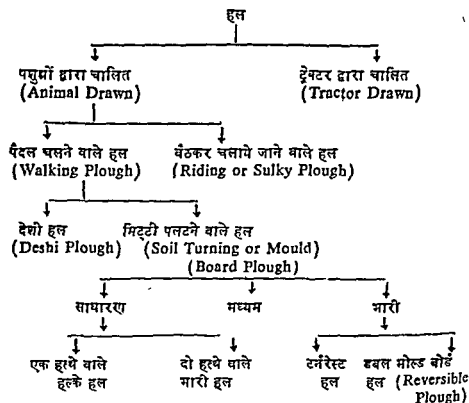 हल
पशुओं द्वारा चालित ट्रेक्टर द्वारा चालित
(Animal Drawn) (Tractor Drawn)
पैदल चलने वाले हल बैठकर चलाये जाने वाले हल
(Walking Plough) (Riding or Sulky Plough)
देशी हल मिट्टी पलटने वाले हल
(Deshi Plough) (Soil Turning or Mould)
(Board Plough)
साधारण मध्यम भारी
एक हत्थे वाले दो हत्थे वाले टर्नरेस्ट डबल मोल्ड बोर्ड
हल्के हल भारी हल हल हल (Reversible
Plough)